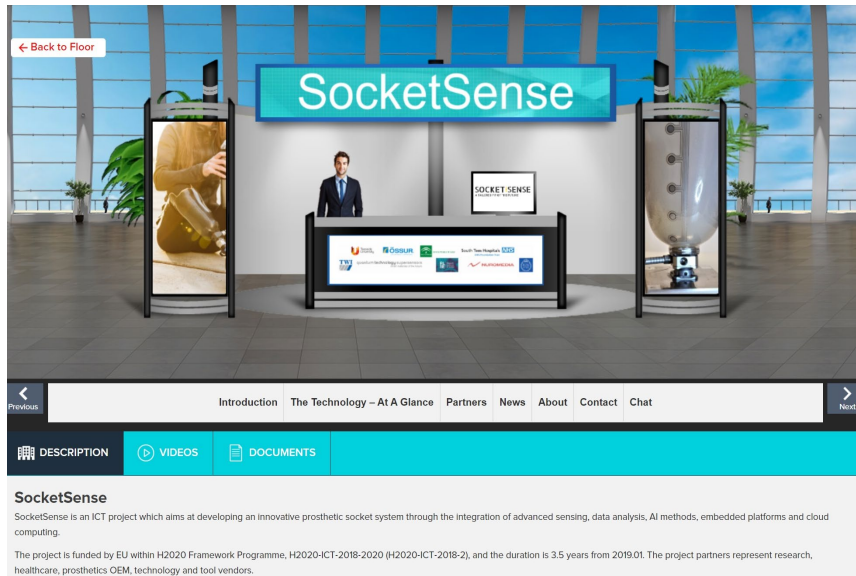 ← Back to Floor
SocketSense
SOCKET SENSE
ÖSSUR
South Tees Hospitals NHS
TWI
NUROMEDIA
Previous
Introduction
The Technology – At A Glance
Partners
News
About
Contact
Chat
Next
DESCRIPTION
VIDEOS
DOCUMENTS
SocketSense
SocketSense is an ICT project which aims at developing an innovative prosthetic socket system through the integration of advanced sensing, data analysis, AI methods, embedded platforms and cloud
computing.
The project is funded by EU within H2020 Framework Programme, H2020-ICT-2018-2020 (H2020-ICT-2018-2), and the duration is 3.5 years from 2019.01. The project partners represent research,
healthcare, prosthetics OEM, technology and tool vendors.